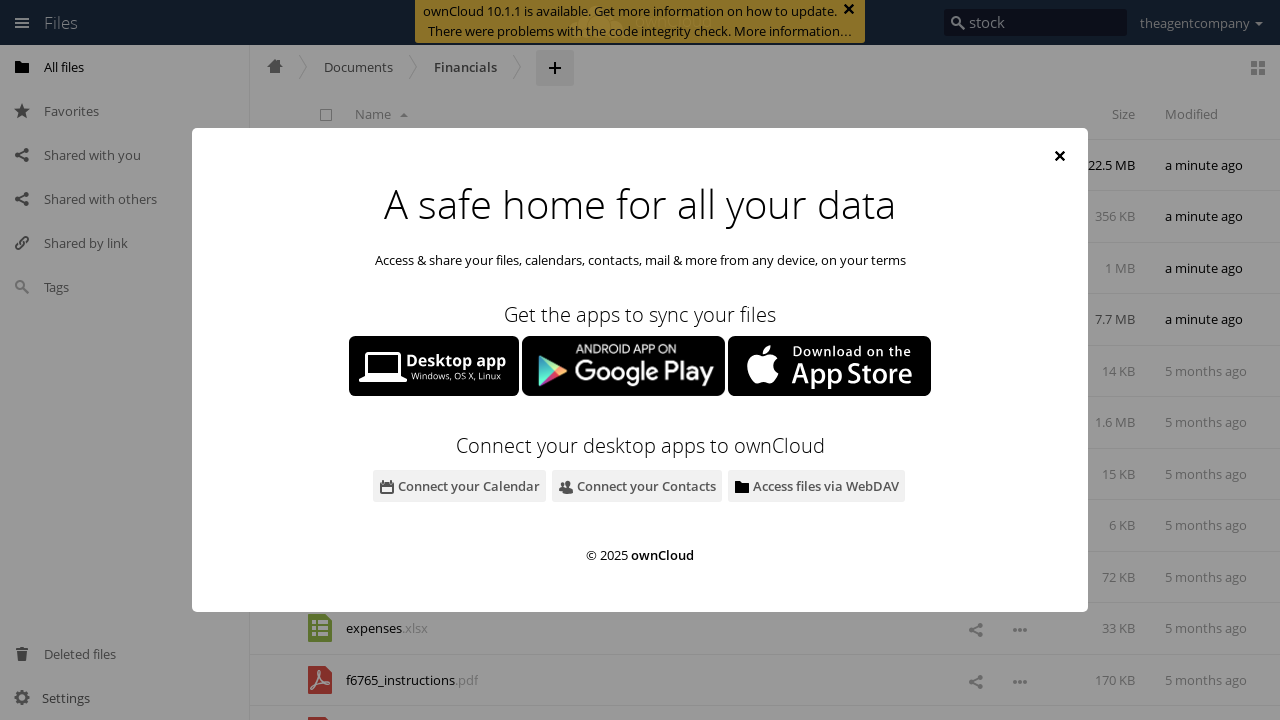 Files
ownCloud 10.1.1 is available. Get more information on how to update.
There were problems with the code integrity check. More information…
stock
theagentcompany
All files
Favorites
Shared with you
Shared with others
Shared by link
Tags
Deleted files
Settings
Documents
Financials
Name
Size
Modified
A safe home for all your data
Access & share your files, calendars, contacts, mail & more from any device, on your terms
Get the apps to sync your files
Desktop app
Windows, OS X, Linux
ANDROID APP ON
Google Play
Download on the
App Store
Connect your desktop apps to ownCloud
Connect your Calendar
Connect your Contacts
Access files via WebDAV
© 2025 ownCloud
22.5 MB a minute ago
356 KB a minute ago
1 MB a minute ago
7.7 MB a minute ago
14 KB 5 months ago
1.6 MB 5 months ago
15 KB 5 months ago
6 KB 5 months ago
72 KB 5 months ago
expenses.xlsx 33 KB 5 months ago
f6765_instructions.pdf 170 KB 5 months ago